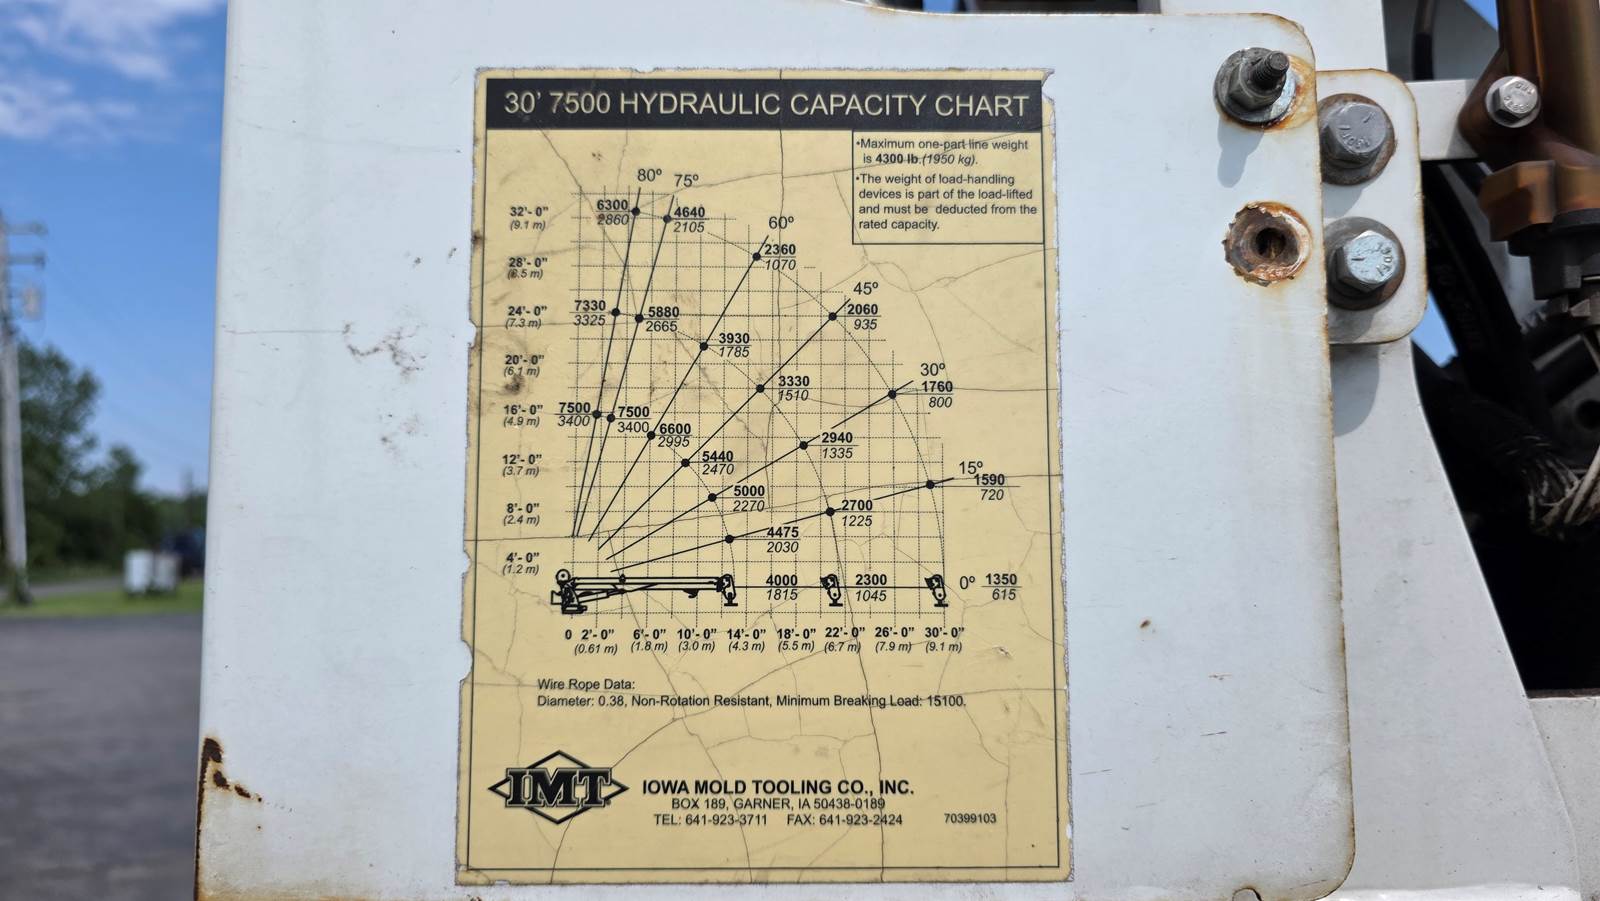 30' 7500 HYDRAULIC CAPACITY CHART
•Maximum one-part line weight
is 4300 lb.(1950 kg).
•The weight of load-handling
devices is part of the load-lifted
and must be deducted from the
rated capacity.
80º 75º
32'- 0" 6300 4640
(9.1 m) 2860 2105
60º
2360
1070
28'- 0"
(8.5 m)
45º
24'- 0" 7330 5880 2060
(7.3 m) 3325 2665 935
3930
1785
20'- 0"
(6.1 m)
30º
3330 1760
1510 800
16'- 0" 7500 7500
(4.9 m) 3400 3400
6600 2940
2995 1335
12'- 0" 5440
(3.7 m) 2470
15º
5000 1590
2270 720
8'- 0" 2700
(2.4 m) 1225
4475
2030
4'- 0"
(1.2 m)
4000 2300 0º 1350
1815 1045 615
0 2'- 0" 6'- 0" 10'- 0" 14'- 0" 18'- 0" 22'- 0" 26'- 0" 30'- 0"
(0.61 m) (1.8 m) (3.0 m) (4.3 m) (5.5 m) (6.7 m) (7.9 m) (9.1 m)
Wire Rope Data:
Diameter: 0.38, Non-Rotation Resistant, Minimum Breaking Load: 15100.
IMT
IOWA MOLD TOOLING CO., INC.
BOX 189, GARNER, IA 50438-0189
TEL: 641-923-3711 FAX: 641-923-2424 70399103